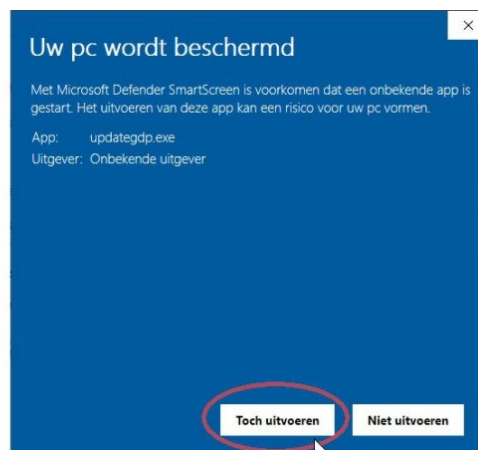 Uw pc wordt beschermd
Met Microsoft Defender SmartScreen is voorkomen dat een onbekende app is
gestart. Het uitvoeren van deze app kan een risico voor uw pc vormen.
App: updategdp.exe
Uitgever: Onbekende uitgever
Toch uitvoeren Niet uitvoeren